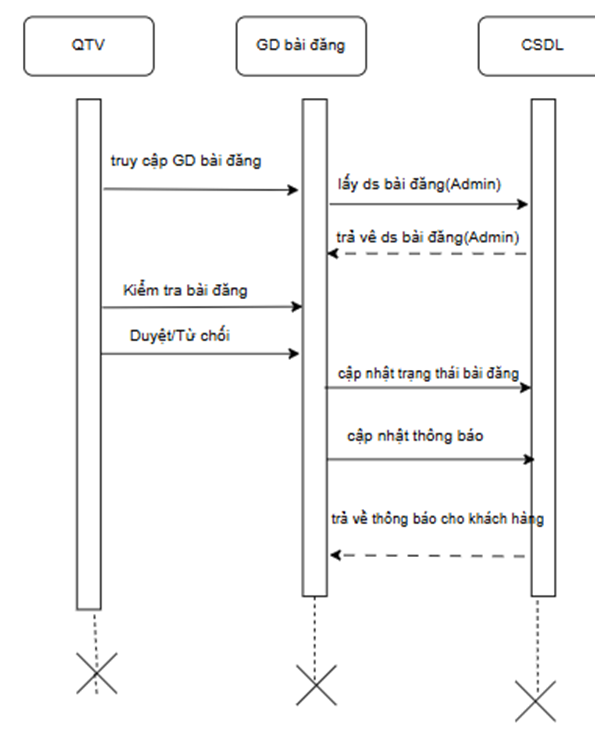 QTV
GD bài đăng
CSDL
truy cập GD bài đăng
lấy ds bài đăng(Admin)
trả về ds bài đăng(Admin)
Kiểm tra bài đăng
Duyệt/Từ chối
cập nhật trạng thái bài đăng
cập nhật thông báo
trả về thông báo cho khách hàng